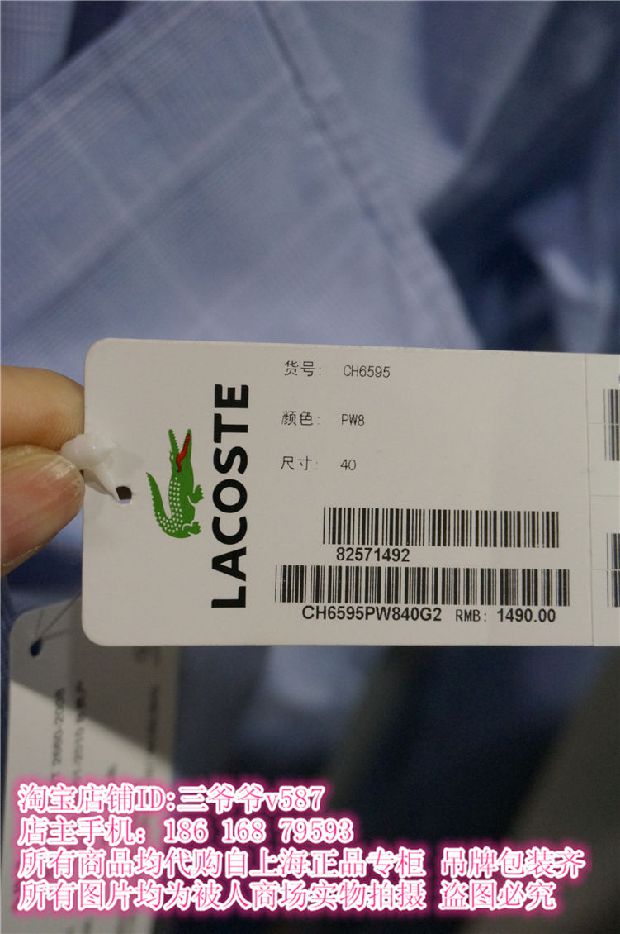 货号: CH6595
颜色: PW8
尺寸: 40
LACOSTE
82571492
CH6595PW840G2 RMB: 1490.00
淘宝店铺ID:三爷爷v587
店主手机: 186 168 79593
所有商品均代购自上海正品专柜 吊牌包装齐
所有图片均为被人商场实物拍摄 盗图必究